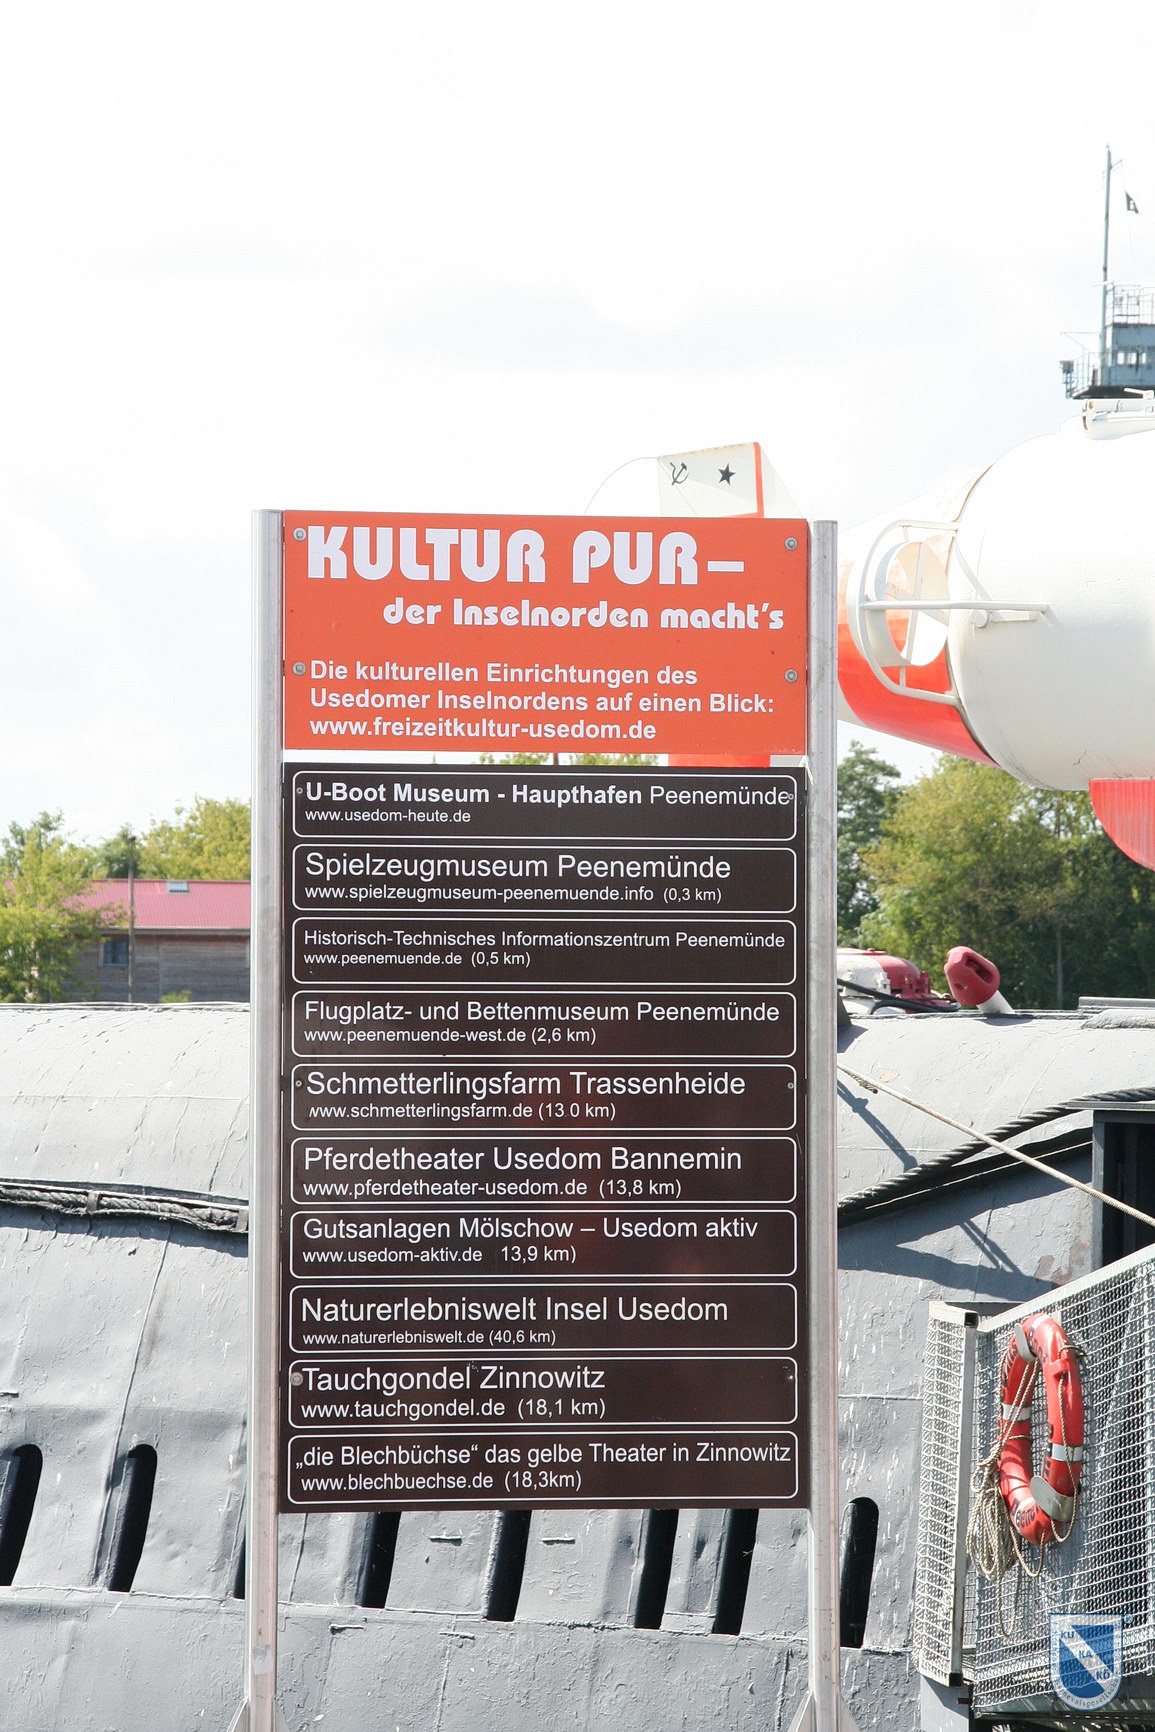 KULTUR PUR –
der Inselnorden macht's
Die kulturellen Einrichtungen des
Usedomer Inselnordens auf einen Blick:
www.freizeitkultur-usedom.de
U-Boot Museum - Haupthafen Peenemünde
www.usedom-heute.de
Spielzeugmuseum Peenemünde
www.spielzeugmuseum-peenemuende.info (0,3 km)
Historisch-Technisches Informationszentrum Peenemünde
www.peenemuende.de (0,5 km)
Flugplatz- und Bettenmuseum Peenemünde
www.peenemuende-west.de (2,6 km)
Schmetterlingsfarm Trassenheide
www.schmetterlingsfarm.de (13 0 km)
Pferdetheater Usedom Bannemin
www.pferdetheater-usedom.de (13,8 km)
Gutsanlagen Mölschow – Usedom aktiv
www.usedom-aktiv.de 13,9 km)
Naturerlebniswelt Insel Usedom
www.naturerlebniswelt.de (40,6 km)
Tauchgondel Zinnowitz
www.tauchgondel.de (18,1 km)
„die Blechbüchse“ das gelbe Theater in Zinnowitz
www.blechbuechse.de (18,3km)
KU
KA
KÖ